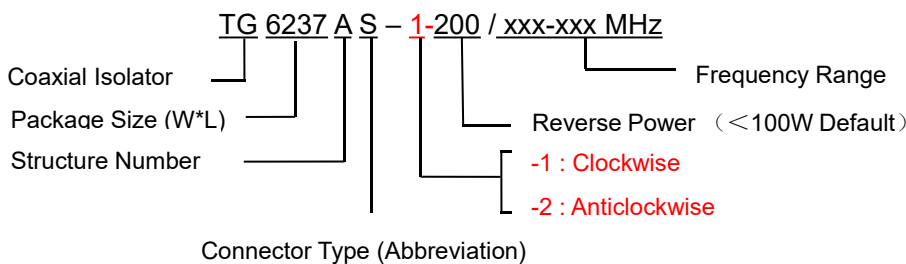 TG 6237 A S – 1-200 / xxx-xxx MHz
Coaxial Isolator
Frequency Range
Package Size (W*L)
Reverse Power （＜100W Default）
Structure Number
-1 : Clockwise
-2 : Anticlockwise
Connector Type (Abbreviation)